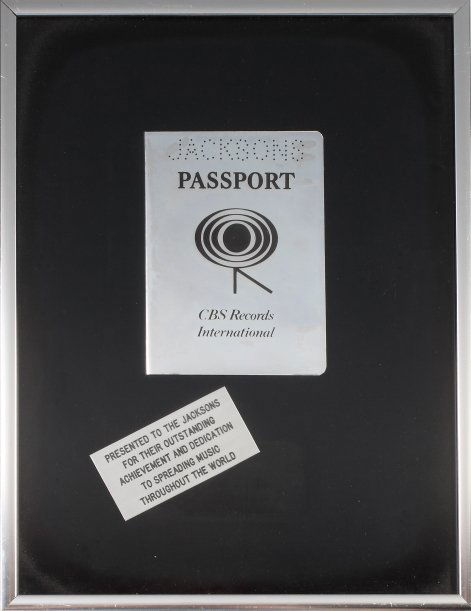 JACKSONS
PASSPORT
CBS Records
International
PRESENTED TO THE JACKSONS
FOR THEIR OUTSTANDING
ACHIEVEMENT AND DEDICATION
TO SPREADING MUSIC
THROUGHOUT THE WORLD